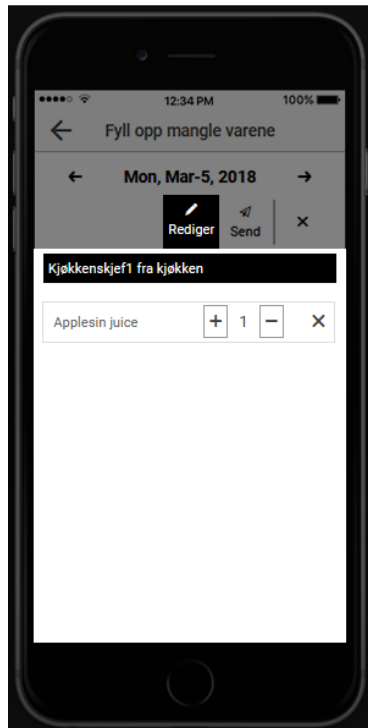 12:34 PM 100%
Fyll opp mangle varene
Mon, Mar-5, 2018
Rediger Send
Kjøkkenskjef1 fra kjøkken
Applesin juice + 1 −